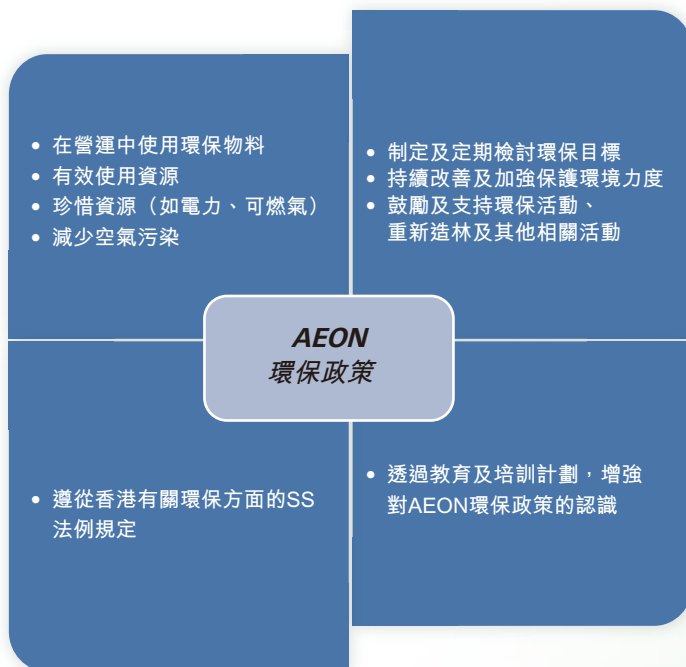 • 在營運中使用環保物料
• 有效使用資源
• 珍惜資源（如電力、可燃氣）
• 減少空氣污染
• 制定及定期檢討環保目標
• 持續改善及加強保護環境力度
• 鼓勵及支持環保活動、
重新造林及其他相關活動
AEON
環保政策
• 遵從香港有關環保方面的SS
法例規定
• 透過教育及培訓計劃，增強
對AEON環保政策的認識